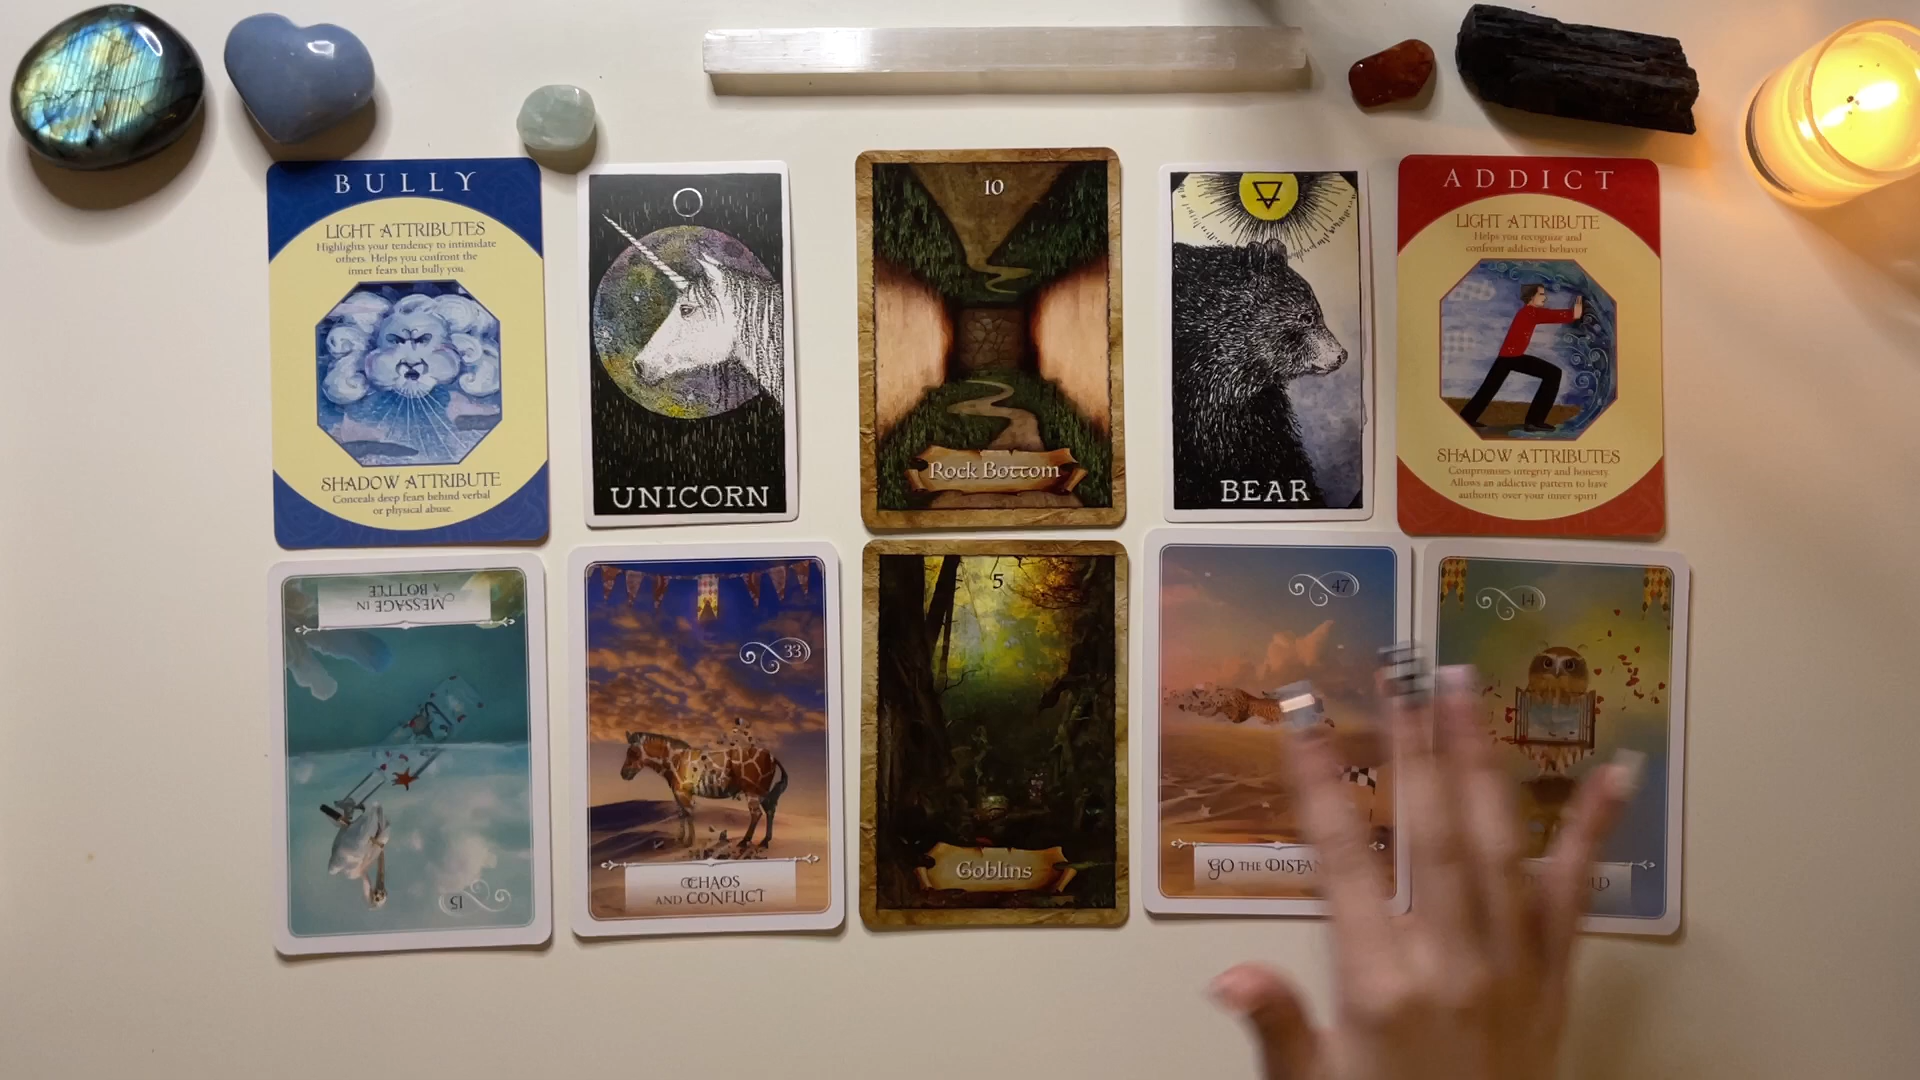 BULLY
LIGHT ATTRIBUTES
Highlights your tendency to intimidate
others. Helps you confront the
inner fears that bully you.
SHADOW ATTRIBUTE
Conceals deep fears behind verbal
or physical abuse.
UNICORN
10
Rock Bottom
BEAR
ADDICT
LIGHT ATTRIBUTE
Helps you recognize and
confront addictive behavior
SHADOW ATTRIBUTES
Compromises integrity and honesty.
Allows an addictive pattern to have
authority over your inner spirit
MESSAGE IN
A BOTTLE
15
33
CHAOS
AND CONFLICT
5
Goblins
47
GO THE DISTAN
14